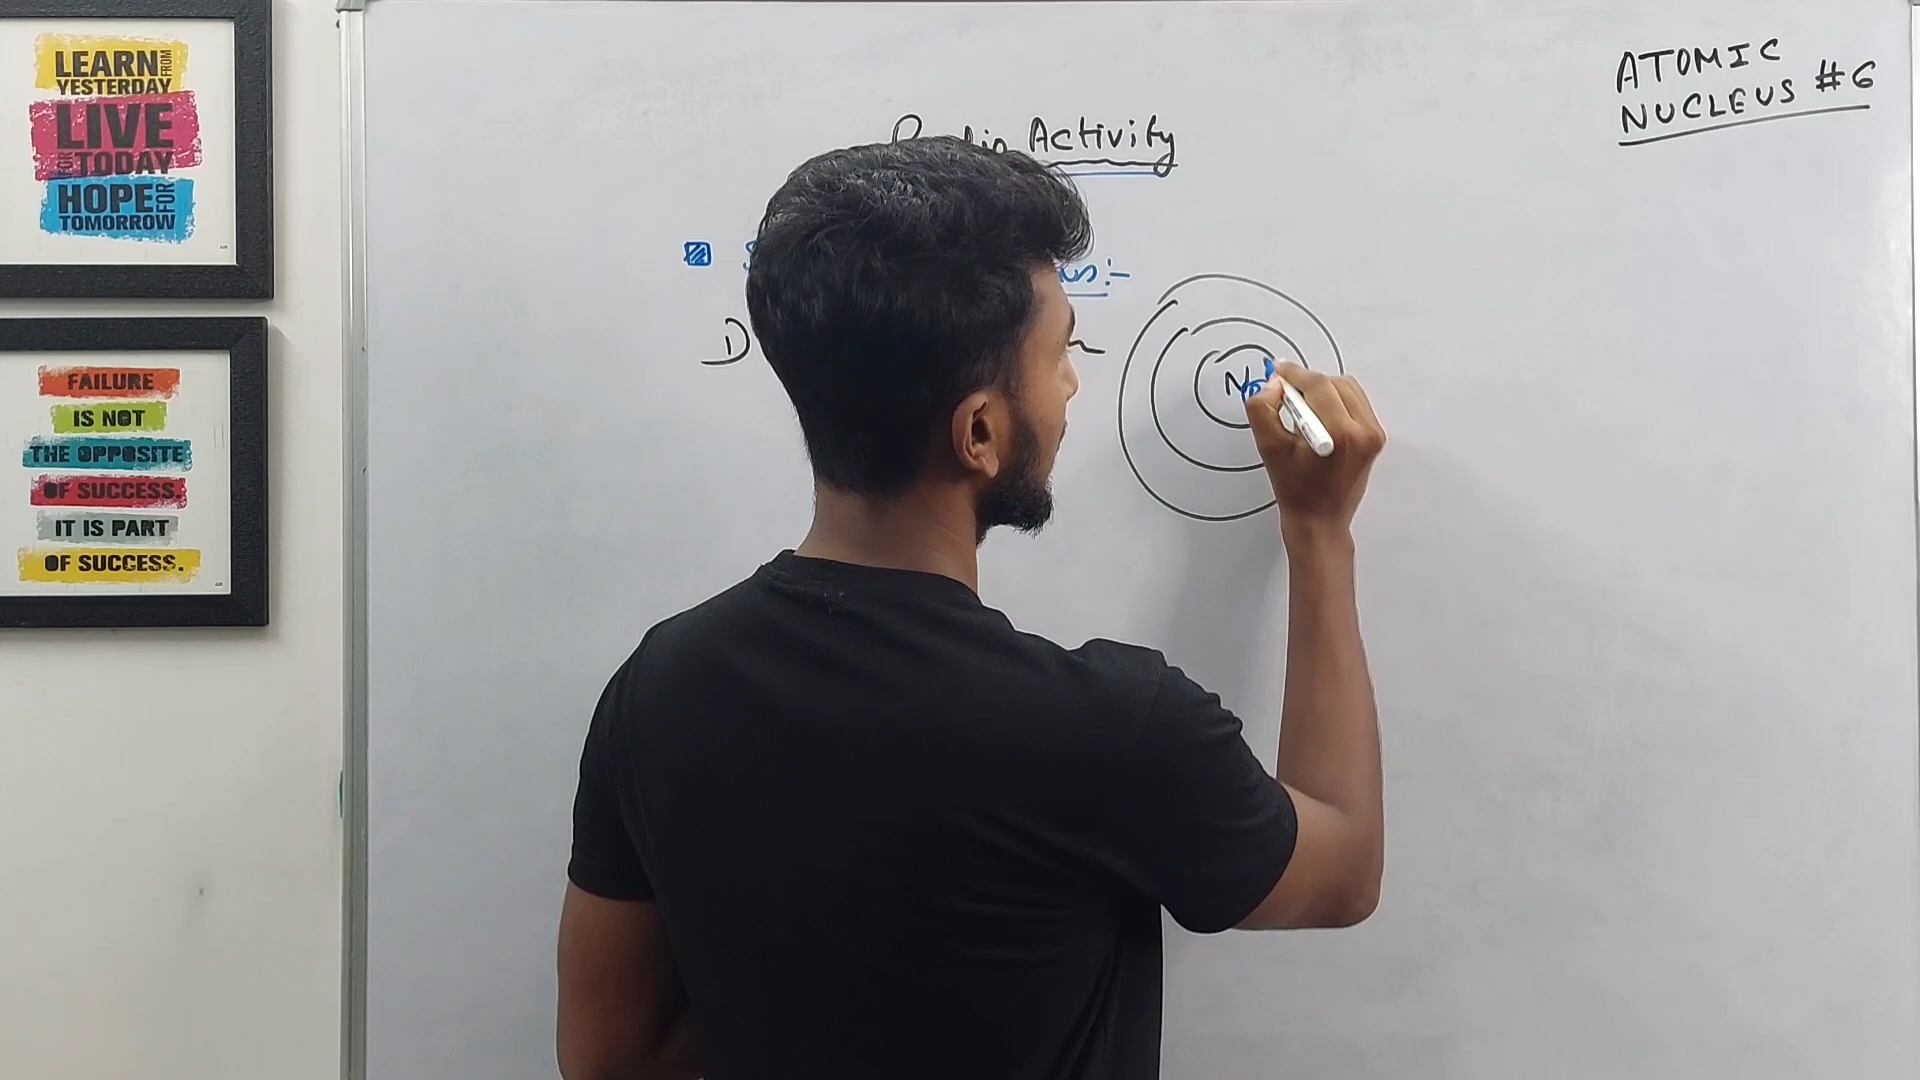 LEARN FROM
YESTERDAY
LIVE
FOR TODAY
HOPE FOR
TOMORROW
FAILURE
IS NOT
THE OPPOSITE
OF SUCCESS.
IT IS PART
OF SUCCESS.
Activity
ATOMIC
NUCLEUS #6
D
N